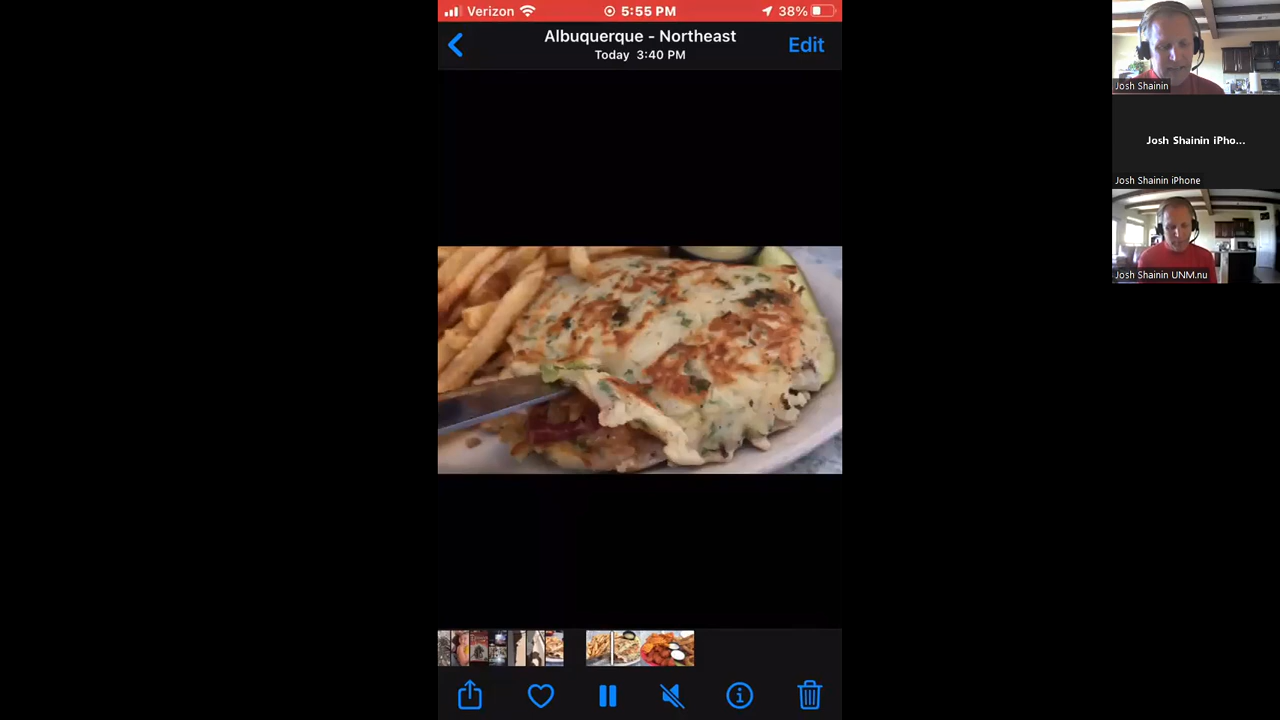 Verizon 5:55 PM 38%
Albuquerque - Northeast
Today 3:40 PM
Edit
Josh Shainin
Josh Shainin iPho...
Josh Shainin iPhone
Josh Shainin UNM.nu